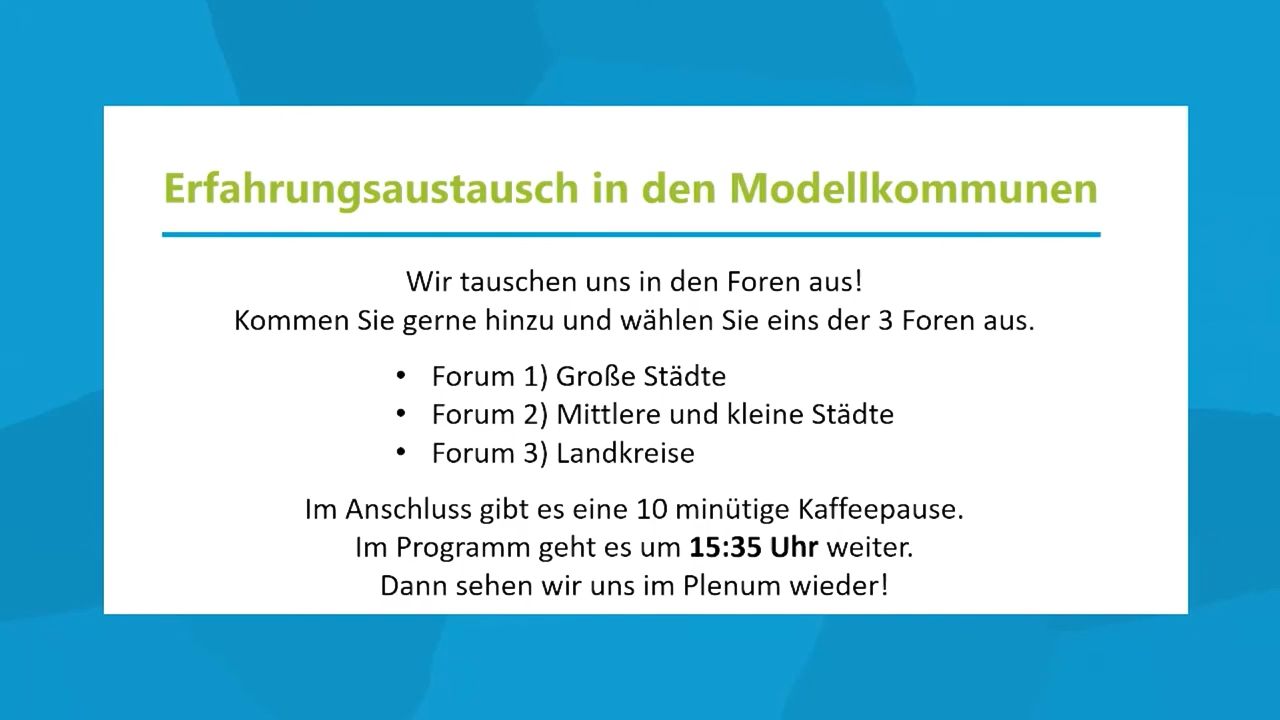 Erfahrungsaustausch in den Modellkommunen
Wir tauschen uns in den Foren aus!
Kommen Sie gerne hinzu und wählen Sie eins der 3 Foren aus.
• Forum 1) Große Städte
• Forum 2) Mittlere und kleine Städte
• Forum 3) Landkreise
Im Anschluss gibt es eine 10 minütige Kaffeepause.
Im Programm geht es um 15:35 Uhr weiter.
Dann sehen wir uns im Plenum wieder!